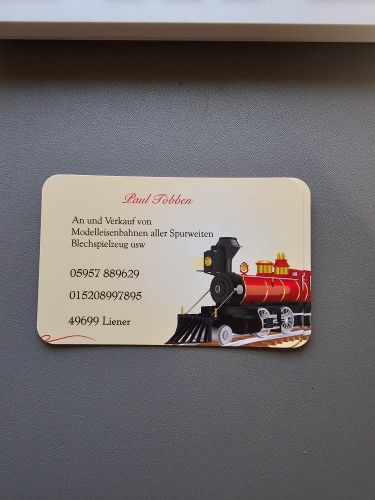 Paul Többen
An und Verkauf von
Modelleisenbahnen aller Spurweiten
Blechspielzeug usw
05957 889629
015208997895
49699 Liener